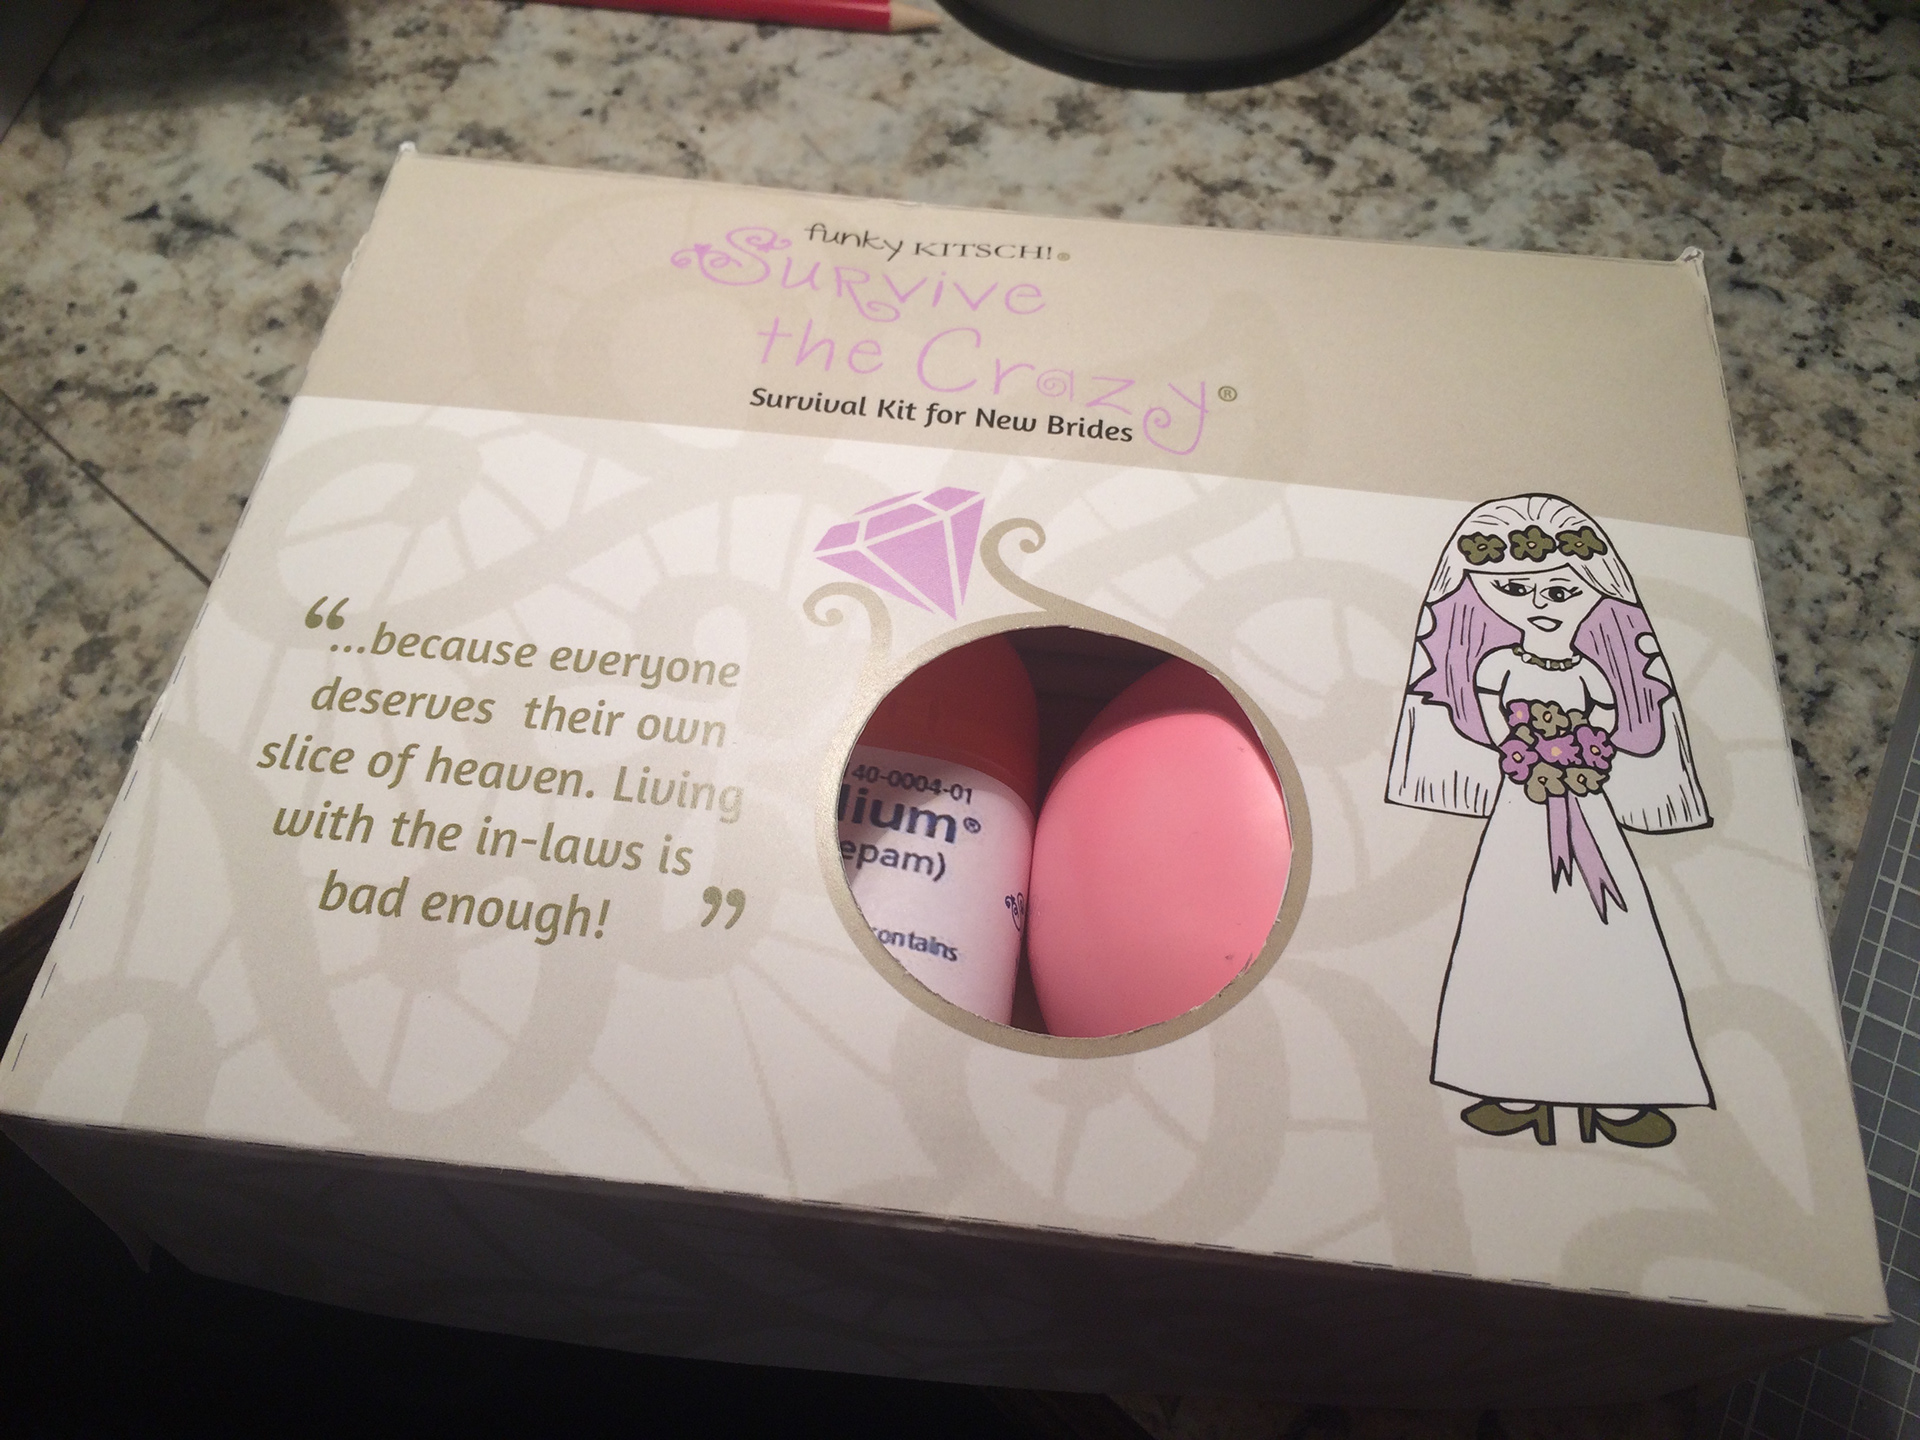 funky KITSCH!®
Survive
the Crazy®
Survival Kit for New Brides
“...because everyone
deserves their own
slice of heaven. Living
with the in-laws is
bad enough!”
40-0004-01
lium®
epam)
contains